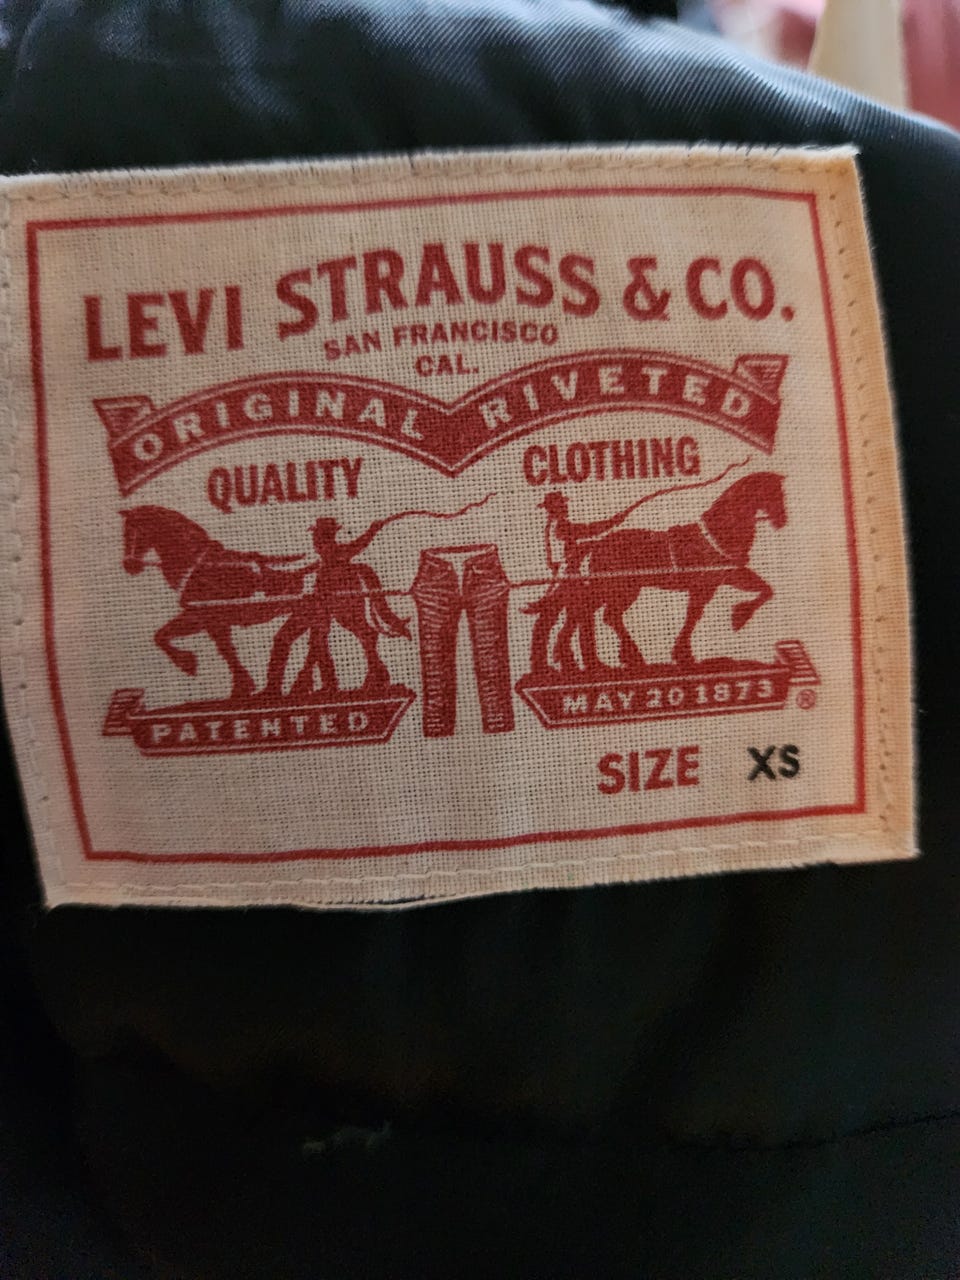 LEVI STRAUSS & CO.
SAN FRANCISCO
CAL.
ORIGINAL RIVETED
QUALITY CLOTHING
PATENTED MAY 20 1873 ®
SIZE XS